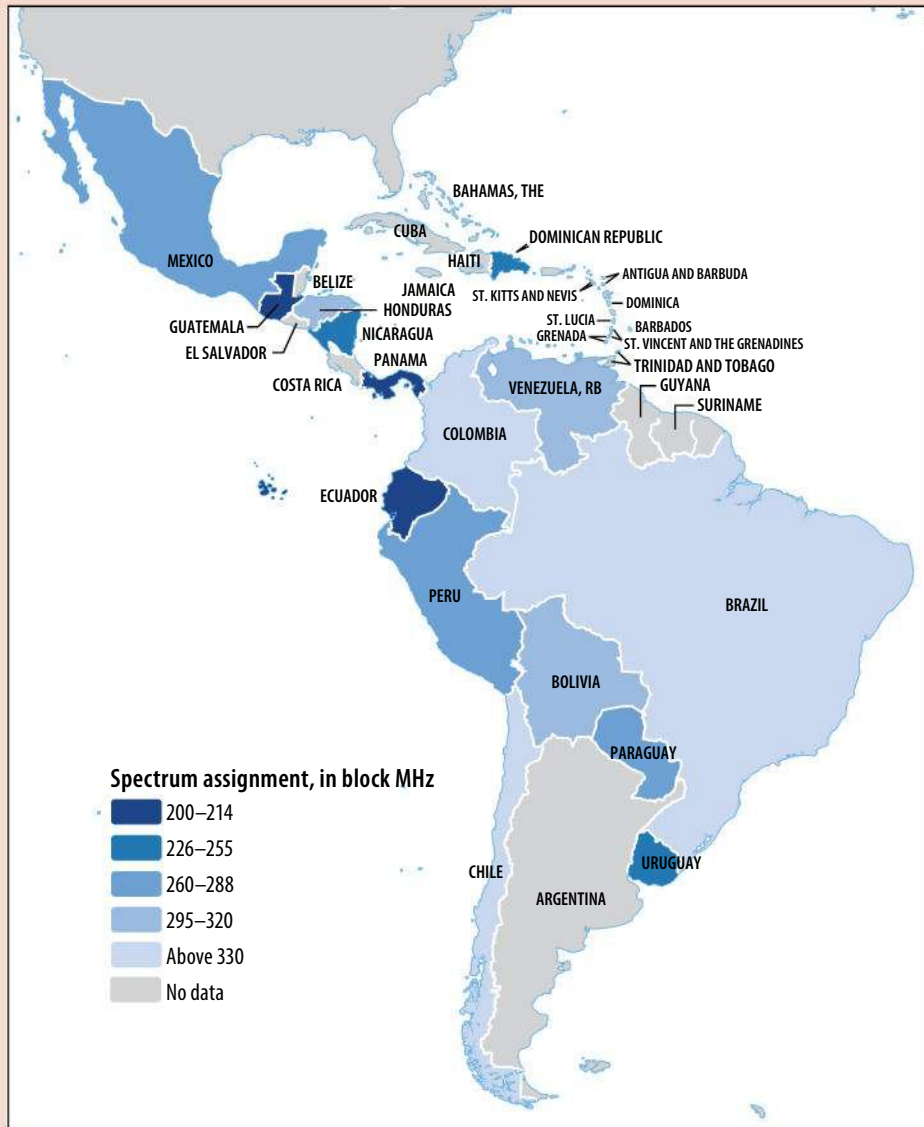 BAHAMAS, THE
CUBA
DOMINICAN REPUBLIC
HAITI
MEXICO
BELIZE
JAMAICA
ANTIGUA AND BARBUDA
ST. KITTS AND NEVIS
HONDURAS
DOMINICA
GUATEMALA
NICARAGUA
ST. LUCIA
BARBADOS
GRENADA
ST. VINCENT AND THE GRENADINES
EL SALVADOR
PANAMA
TRINIDAD AND TOBAGO
COSTA RICA
VENEZUELA, RB
GUYANA
SURINAME
COLOMBIA
ECUADOR
PERU
BRAZIL
BOLIVIA
PARAGUAY
Spectrum assignment, in block MHz
200–214
226–255
260–288
295–320
Above 330
No data
CHILE
URUGUAY
ARGENTINA